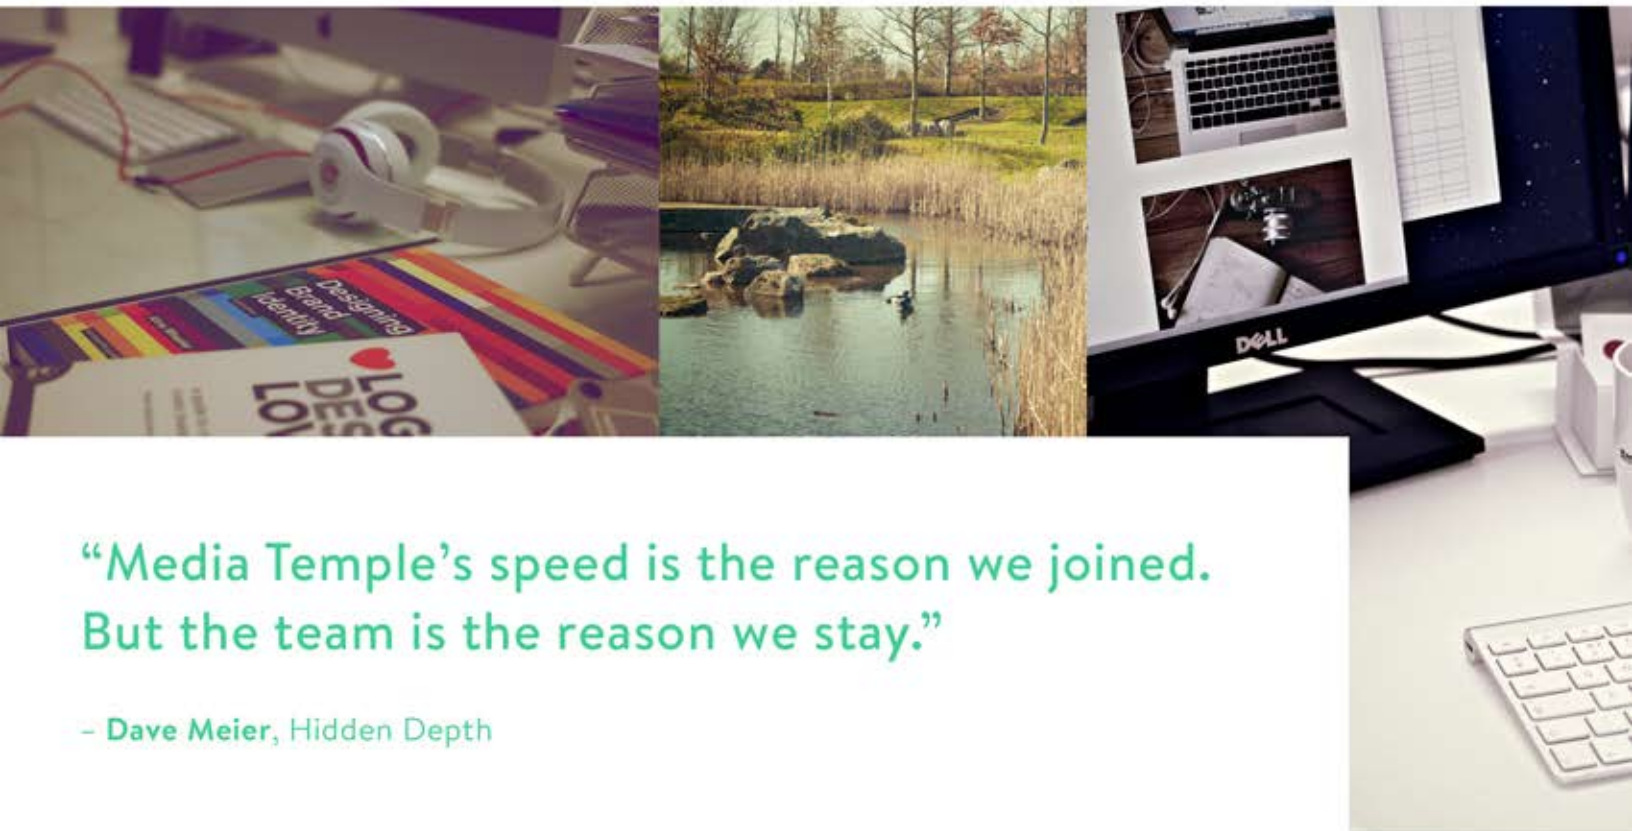 Designing
Brand
Identity
LOG
DES
LOV
DELL
“Media Temple’s speed is the reason we joined.
But the team is the reason we stay.”
– Dave Meier, Hidden Depth